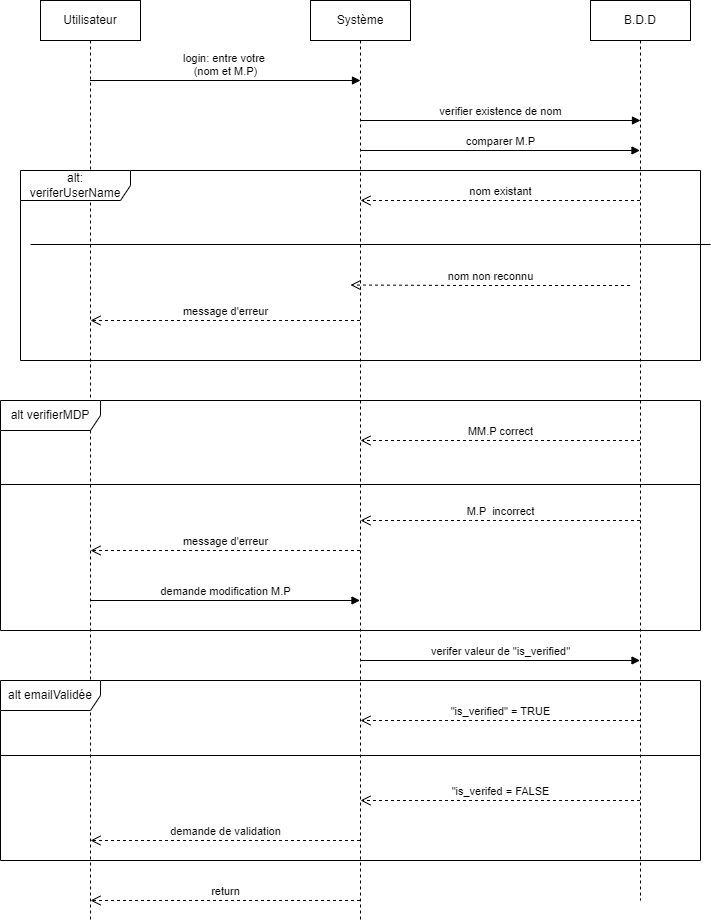 Utilisateur
Système
B.D.D
login: entre votre
(nom et M.P)
verifier existence de nom
comparer M.P
alt:
veriferUserName
nom existant
nom non reconnu
message d'erreur
alt verifierMDP
MM.P correct
M.P incorrect
message d'erreur
demande modification M.P
verifer valeur de "is_verified"
alt emailValidée
"is_verified" = TRUE
"is_verifed = FALSE
demande de validation
return